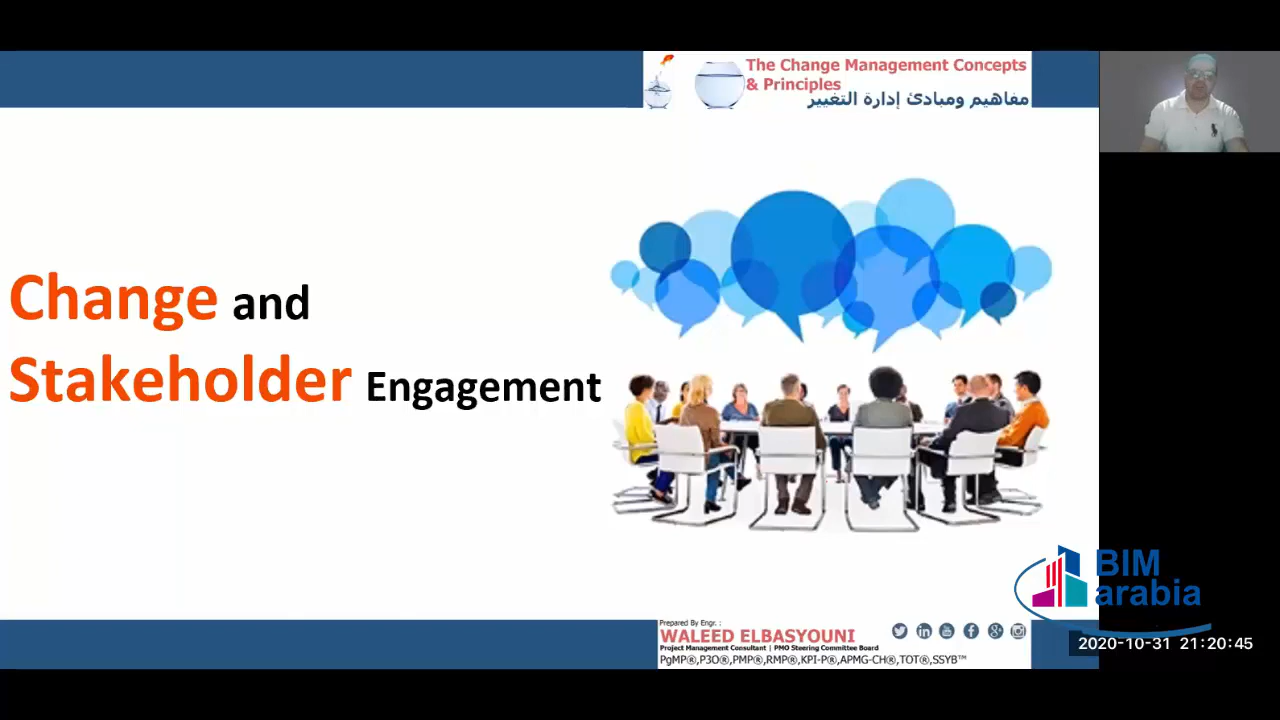 The Change Management Concepts
& Principles
مفاهيم ومبادئ إدارة التغيير
Change and
Stakeholder Engagement
BIM
arabia
2020-10-31 21:20:45
Prepared By Engr. :
WALEED ELBASYOUNI
Project Management Consultant | PMO Steering Committee Board
PgMP®,P3O®,PMP®,RMP®,KPI-P®,APMG-CH®,TOT®,SSYB™